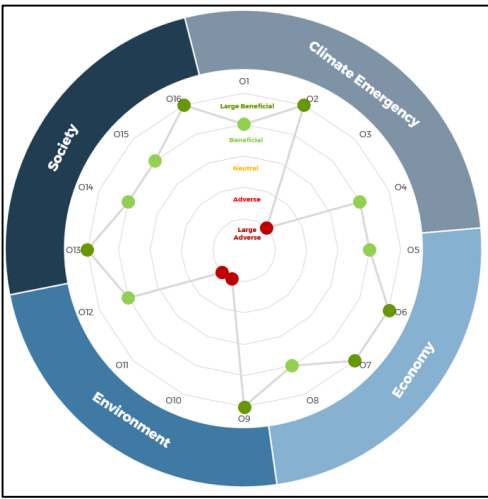 Climate Emergency
Society
Economy
Environment
O1
O2
O3
O4
O5
O6
O7
O8
O9
O10
O11
O12
O13
O14
O15
O16
Large Beneficial
Beneficial
Neutral
Adverse
Large
Adverse